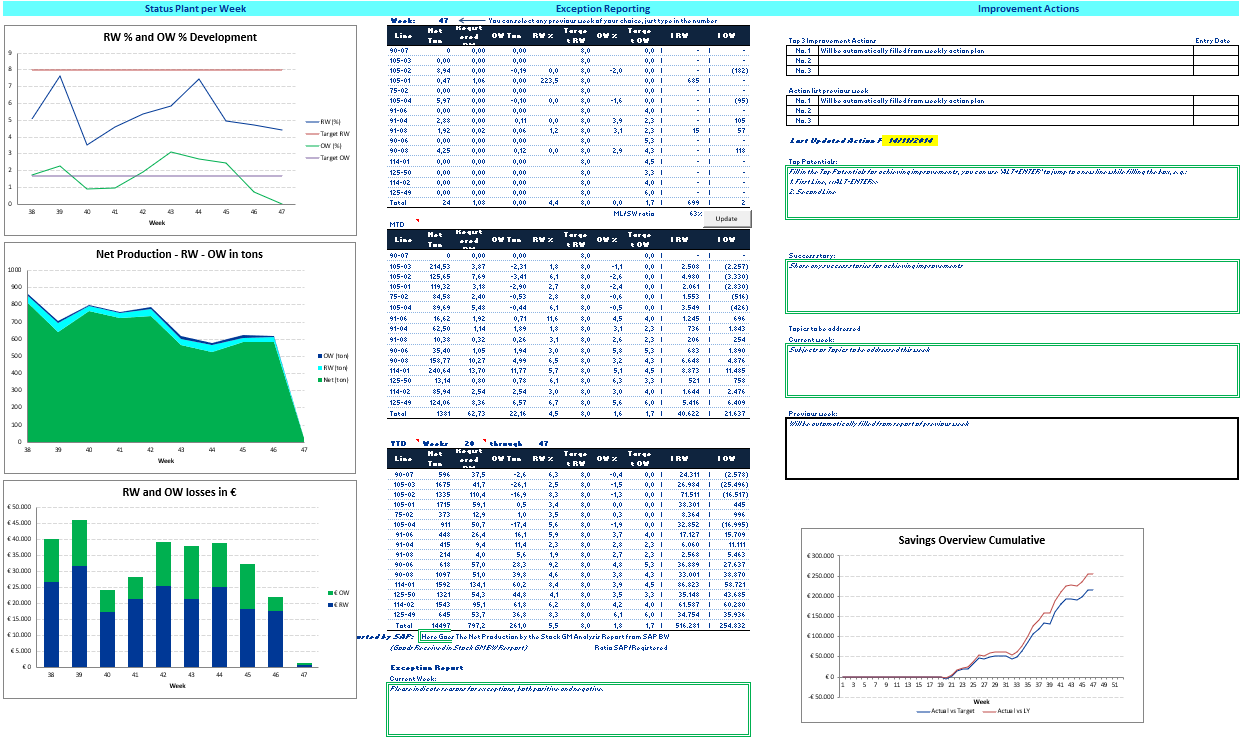 Status Plant per Week
Exception Reporting
Improvement Actions
RW % and OW % Development
9
8
7
6
5
4
3
2
1
0
38 39 40 41 42 43 44 45 46 47
Week
RW (%)
Target RW
OW (%)
Target OW
Net Production - RW - OW in tons
1000
900
800
700
600
500
400
300
200
100
0
38 39 40 41 42 43 44 45 46 47
Week
OW (ton)
RW (ton)
Net (ton)
RW and OW losses in €
€ 50.000
€ 45.000
€ 40.000
€ 35.000
€ 30.000
€ 25.000
€ 20.000
€ 15.000
€ 10.000
€ 5.000
€ 0
38 39 40 41 42 43 44 45 46 47
Week
€ OW
€ RW
Week: 47 You can select any previous week of your choice, just type in the number
Line Net Ton OW Ton RW % Target RW OW % Target OW RW OW
90-07 0 0,00 0,00 8,0 0,0 - -
105-03 0,00 0,00 0,00 8,0 0,0 - -
105-02 8,94 0,00 -0,19 0,0 8,0 -2,0 0,0 - (182)
105-01 0,47 1,06 0,00 223,5 8,0 0,0 0,0 685 -
75-02 0,00 0,00 0,00 8,0 0,0 - -
105-04 5,97 0,00 -0,10 0,0 8,0 -1,6 0,0 - (95)
91-06 0,00 0,00 0,00 8,0 4,0 - -
91-04 2,88 0,00 0,11 0,0 8,0 3,9 2,3 - 105
91-08 1,92 0,02 0,06 1,2 8,0 3,1 2,3 15 57
90-06 0,00 0,00 0,00 8,0 5,3 - -
90-08 4,25 0,00 0,12 0,0 8,0 2,9 4,3 - 118
114-01 0,00 0,00 0,00 8,0 4,5 - -
125-50 0,00 0,00 0,00 8,0 3,3 - -
114-02 0,00 0,00 0,00 8,0 4,0 - -
125-49 0,00 0,00 0,00 8,0 6,0 - -
Total 24 1,08 0,00 4,4 8,0 0,0 1,7 699 2
ML/SW ratio 63%
Update
MTD
Line Net Ton OW Ton RW % Target RW OW % Target OW RW OW
90-07 0 0,00 0,00 8,0 0,0 - -
105-03 214,53 3,87 -2,31 1,8 8,0 -1,1 0,0 2.508 (2.257)
105-02 125,65 7,69 -3,41 6,1 8,0 -2,6 0,0 4.980 (3.330)
105-01 119,32 3,18 -2,90 2,7 8,0 -2,4 0,0 2.061 (2.830)
75-02 84,58 2,40 -0,53 2,8 8,0 -0,6 0,0 1.553 (516)
105-04 89,69 5,48 -0,44 6,1 8,0 -0,5 0,0 3.549 (426)
91-06 16,62 1,92 0,71 11,6 8,0 4,5 4,0 1.245 696
91-04 62,50 1,14 1,89 1,8 8,0 3,1 2,3 736 1.843
91-08 10,38 0,32 0,26 3,1 8,0 2,6 2,3 206 254
90-06 35,40 1,05 1,94 3,0 8,0 5,8 5,3 683 1.890
90-08 158,77 10,27 4,99 6,5 8,0 3,2 4,3 6.648 4.876
114-01 240,64 13,70 11,77 5,7 8,0 5,1 4,5 8.873 11.485
125-50 13,14 0,80 0,78 6,1 8,0 6,3 3,3 521 758
114-02 85,94 2,54 2,54 3,0 8,0 3,0 4,0 1.644 2.476
125-49 124,06 8,36 6,57 6,7 8,0 5,6 6,0 5.416 6.409
Total 1381 62,73 22,16 4,5 8,0 1,6 1,7 40.622 21.637
YTD Weeks 20 through 47
Line Net Ton OW Ton RW % Target RW OW % Target OW RW OW
90-07 596 37,5 -2,6 6,3 8,0 -0,4 0,0 24.311 (2.578)
105-03 1675 41,7 -26,1 2,5 8,0 -1,5 0,0 26.984 (25.496)
105-02 1335 110,4 -16,9 8,3 8,0 -1,3 0,0 71.511 (16.517)
105-01 1715 59,1 0,5 3,4 8,0 0,0 0,0 38.301 445
75-02 373 12,9 1,0 3,5 8,0 0,3 0,0 8.364 996
105-04 911 50,7 -17,4 5,6 8,0 -1,9 0,0 32.852 (16.995)
91-06 448 26,4 16,1 5,9 8,0 3,7 4,0 17.127 15.709
91-04 415 9,4 11,4 2,3 8,0 2,8 2,3 6.060 11.111
91-08 214 4,0 5,6 1,9 8,0 2,7 2,3 2.568 5.463
90-06 618 57,0 28,3 9,2 8,0 4,8 5,3 36.889 27.637
90-08 1097 51,0 39,8 4,6 8,0 3,8 4,3 33.001 38.870
114-01 1592 134,1 60,2 8,4 8,0 3,9 4,5 86.823 58.721
125-50 1321 54,3 44,8 4,1 8,0 3,5 3,3 35.148 43.685
114-02 1543 95,1 61,8 6,2 8,0 4,2 4,0 61.587 60.280
125-49 645 53,7 36,8 8,3 8,0 6,1 6,0 34.754 35.936
Total 14497 797,2 261,0 5,5 8,0 1,8 1,7 516.281 254.832
orted by SAP: Here Goes The Net Production by the Stock GM Analysis Report from SAP BW
(Goods Received in Stock GM BW Report) Ratio SAP/Registered
Exception Report
Current Week:
Please indicate reasons for exceptions, both positive and negative.
Top 3 Improvement Actions Entry Date
No. 1 Will be automatically filled from weekly action plan
No. 2
No. 3
Action list previous week
No. 1 Will be automatically filled from weekly action plan
No. 2
No. 3
Last Updated Action P 14/11/2014
Top Potentials:
Fill in the Top Potentials for achieving improvements, you can use 'ALT+ENTER' to jump to a new line while filling the box, e.g.:
1. First Line, <<ALT+ENTER>>
2. Second Line
Success story:
Share any success stories for achieving improvements
Topics to be addressed
Current week:
Subjects or Topics to be addressed this week
Previous week:
Will be automatically filled from report of previous week
Savings Overview Cumulative
€ 300.000
€ 250.000
€ 200.000
€ 150.000
€ 100.000
€ 50.000
€ 0
-€ 50.000
1 3 5 7 9 11 13 15 17 19 21 23 25 27 29 31 33 35 37 39 41 43 45 47 49 51
Week
Actual vs Target
Actual vs LY